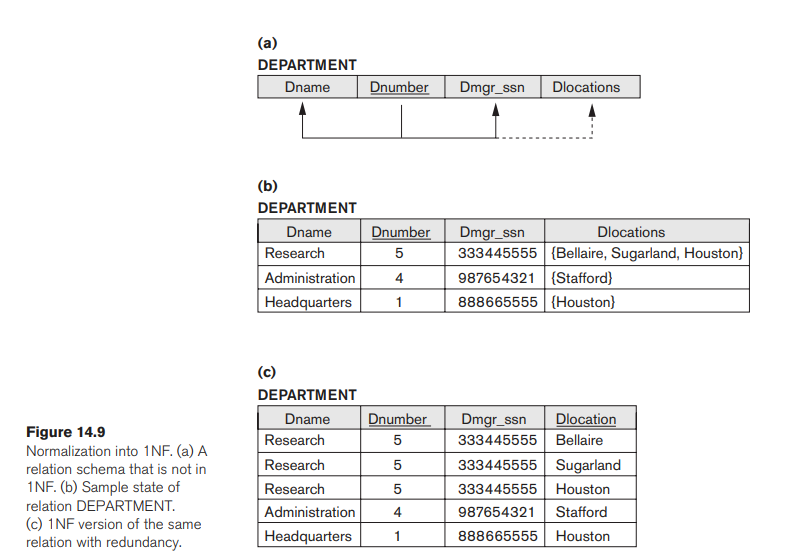 (a)
DEPARTMENT
Dname Dnumber Dmgr_ssn Dlocations
(b)
DEPARTMENT
Dname Dnumber Dmgr_ssn Dlocations
Research 5 333445555 {Bellaire, Sugarland, Houston}
Administration 4 987654321 {Stafford}
Headquarters 1 888665555 {Houston}
(c)
DEPARTMENT
Dname Dnumber Dmgr_ssn Dlocation
Research 5 333445555 Bellaire
Research 5 333445555 Sugarland
Research 5 333445555 Houston
Administration 4 987654321 Stafford
Headquarters 1 888665555 Houston
Figure 14.9
Normalization into 1NF. (a) A
relation schema that is not in
1NF. (b) Sample state of
relation DEPARTMENT.
(c) 1NF version of the same
relation with redundancy.